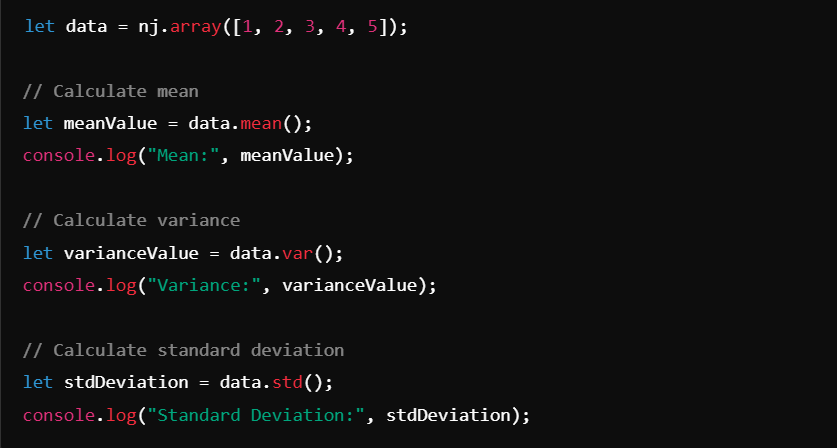 let data = nj.array([1, 2, 3, 4, 5]);
// Calculate mean
let meanValue = data.mean();
console.log("Mean:", meanValue);
// Calculate variance
let varianceValue = data.var();
console.log("Variance:", varianceValue);
// Calculate standard deviation
let stdDeviation = data.std();
console.log("Standard Deviation:", stdDeviation);